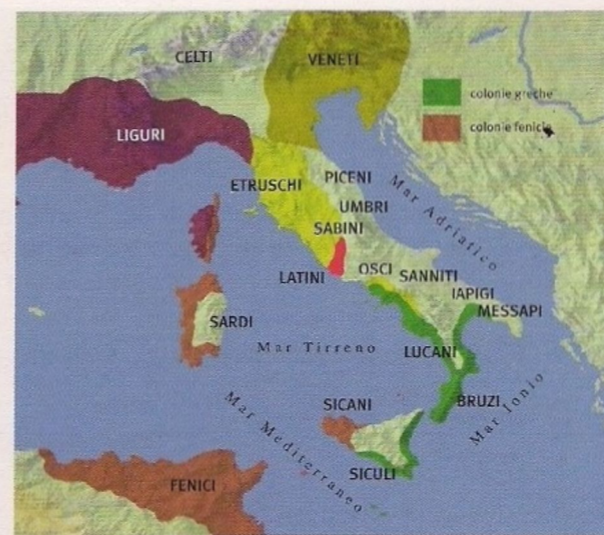 CELTI
VENETI
colonie greche
colonie fenicie
LIGURI
ETRUSCHI
PICENI
Mar Adriatico
UMBRI
SABINI
LATINI
OSCI
SANNITI
IAPIGI
MESSAPI
SARDI
Mar Tirreno
LUCANI
BRUZI
Mar Ionio
SICANI
Mar Mediterraneo
SICULI
FENICI